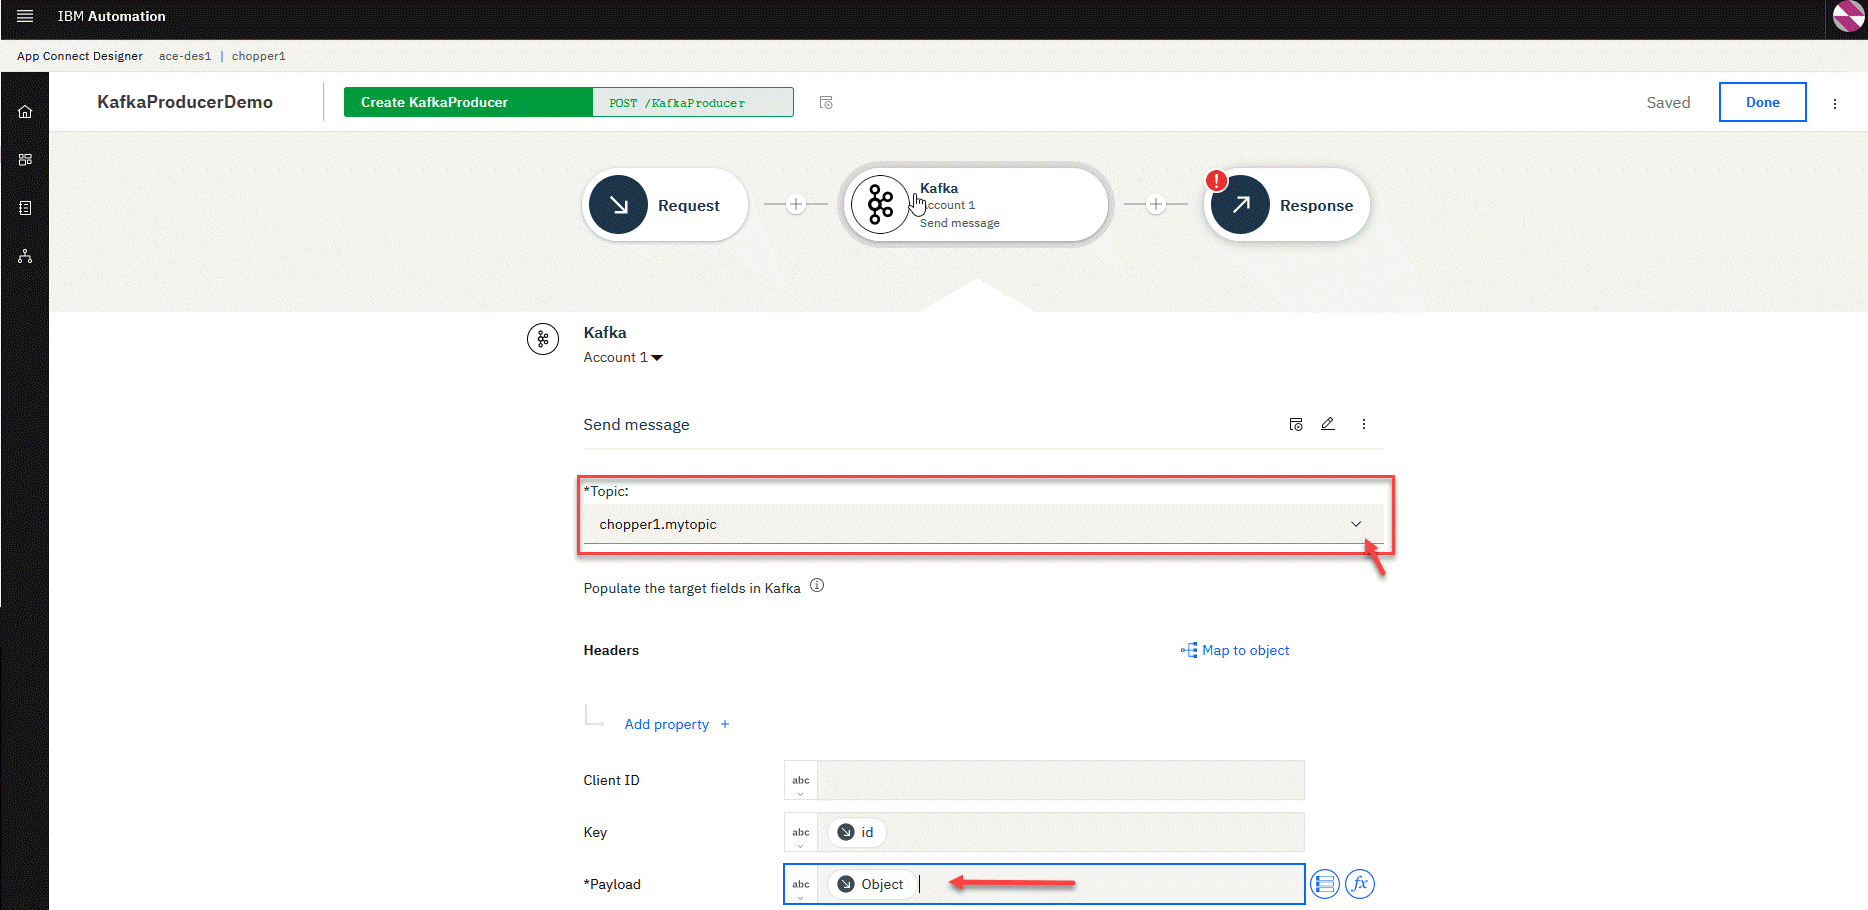 IBM Automation
App Connect Designer ace-des1 | chopper1
KafkaProducerDemo
Create KafkaProducer
POST /KafkaProducer
Saved
Done
Request
Kafka
Account 1
Send message
Response
Kafka
Account 1
Send message
*Topic:
chopper1.mytopic
Populate the target fields in Kafka
Headers
Map to object
Add property +
Client ID
abc
Key
abc
id
*Payload
abc
Object
fx